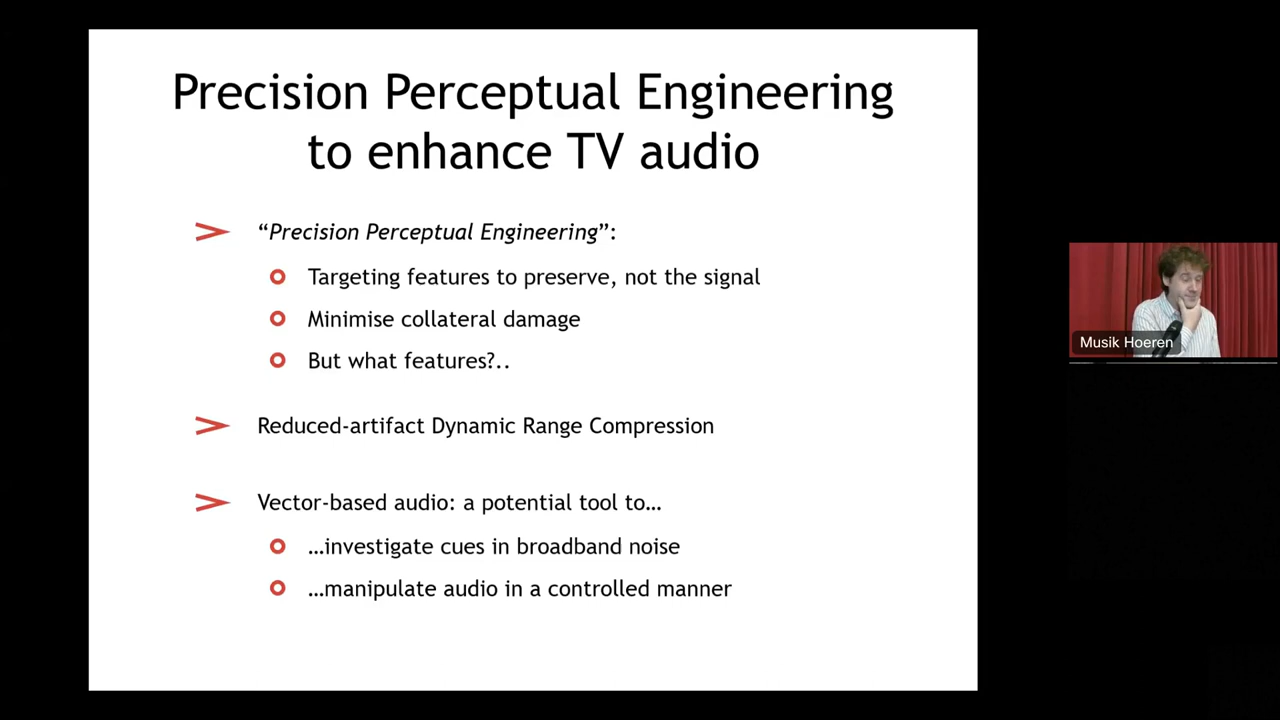 Precision Perceptual Engineering
to enhance TV audio
“Precision Perceptual Engineering”:
Targeting features to preserve, not the signal
Minimise collateral damage
But what features?..
Reduced-artifact Dynamic Range Compression
Vector-based audio: a potential tool to…
…investigate cues in broadband noise
…manipulate audio in a controlled manner
Musik Hoeren